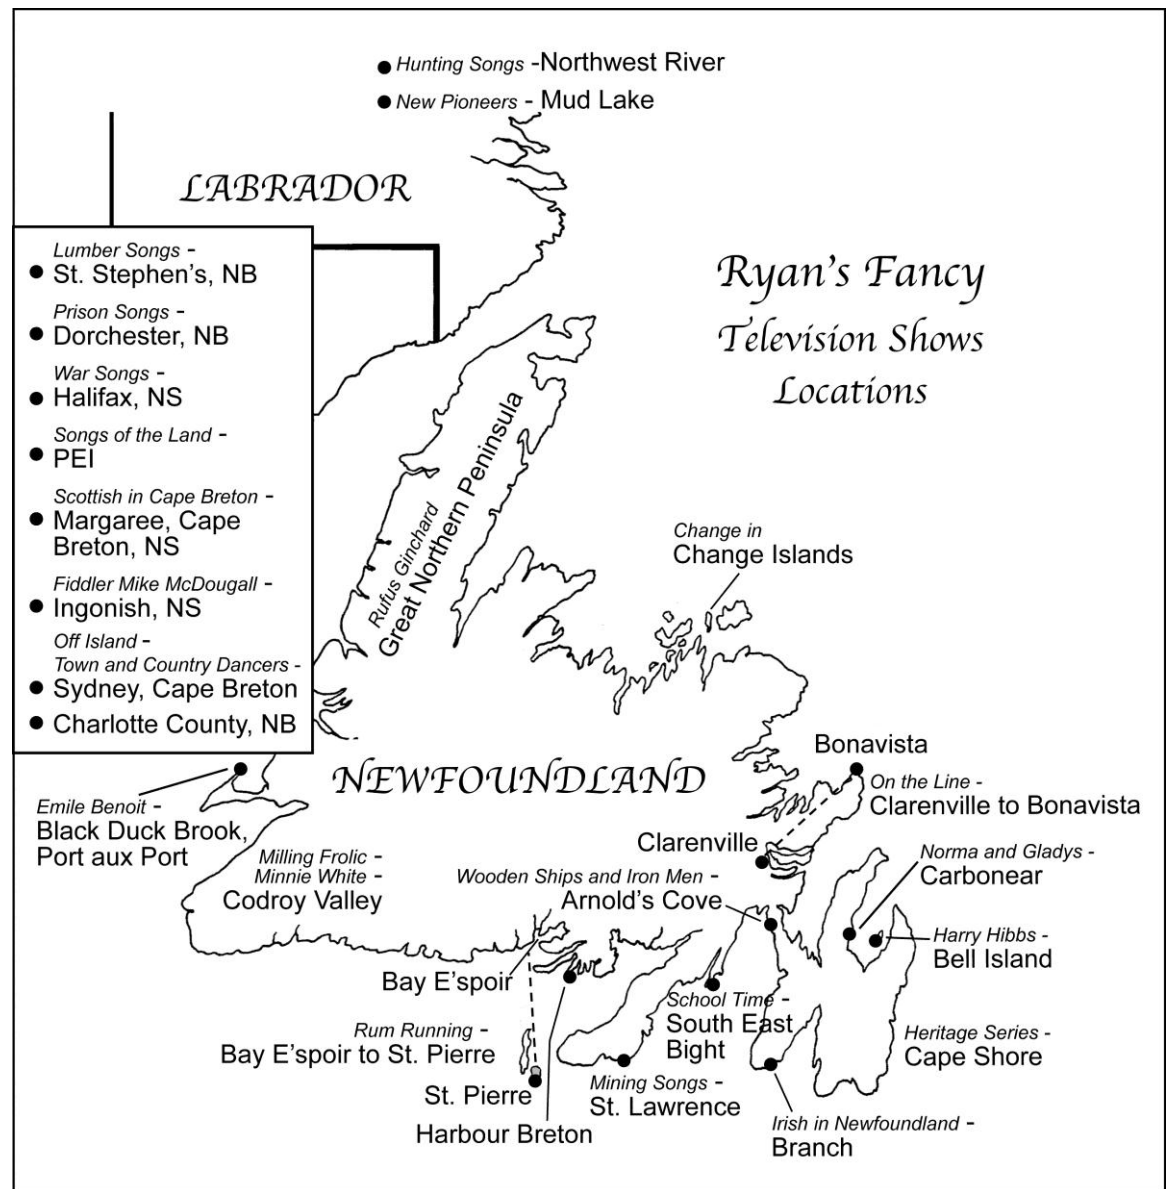 Hunting Songs -Northwest River
New Pioneers - Mud Lake
LABRADOR
Ryan's Fancy
Television Shows
Locations
Lumber Songs -
St. Stephen's, NB
Prison Songs -
Dorchester, NB
War Songs -
Halifax, NS
Songs of the Land -
PEI
Scottish in Cape Breton -
Margaree, Cape
Breton, NS
Fiddler Mike McDougall -
Ingonish, NS
Off Island -
Town and Country Dancers -
Sydney, Cape Breton
Charlotte County, NB
Rufus Ginchard
Great Northern Peninsula
Change in
Change Islands
NEWFOUNDLAND
Bonavista
On the Line -
Clarenville to Bonavista
Clarenville
Emile Benoit -
Black Duck Brook,
Port aux Port
Milling Frolic -
Minnie White -
Codroy Valley
Wooden Ships and Iron Men -
Arnold's Cove
Norma and Gladys -
Carbonear
Harry Hibbs -
Bell Island
Bay E'spoir
Rum Running -
Bay E'spoir to St. Pierre
St. Pierre
Harbour Breton
School Time -
South East
Bight
Mining Songs -
St. Lawrence
Heritage Series -
Cape Shore
Irish in Newfoundland -
Branch